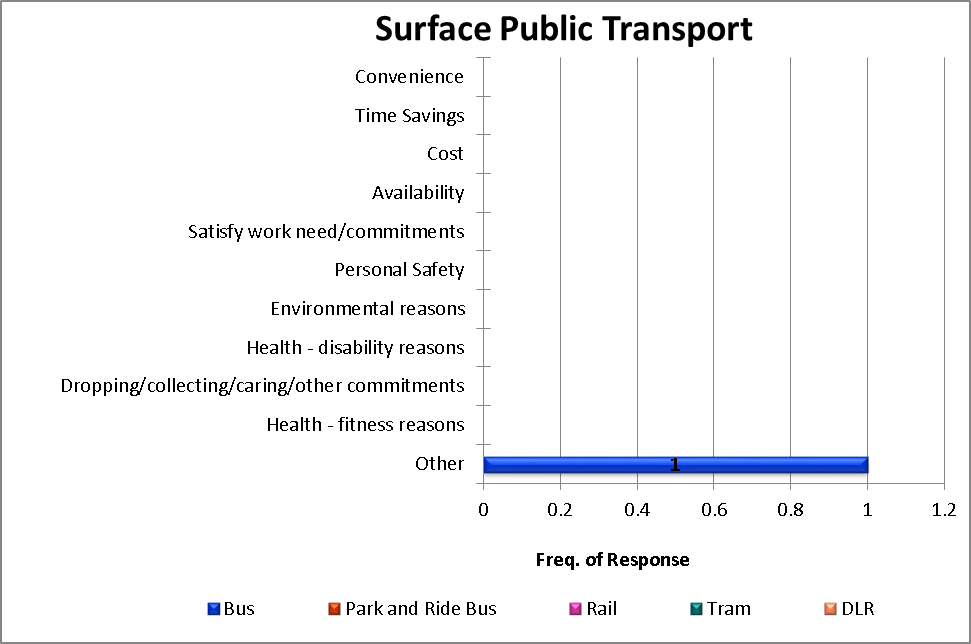 Surface Public Transport
Convenience
Time Savings
Cost
Availability
Satisfy work need/commitments
Personal Safety
Environmental reasons
Health - disability reasons
Dropping/collecting/caring/other commitments
Health - fitness reasons
Other
1
0 0.2 0.4 0.6 0.8 1 1.2
Freq. of Response
Bus Park and Ride Bus Rail Tram DLR